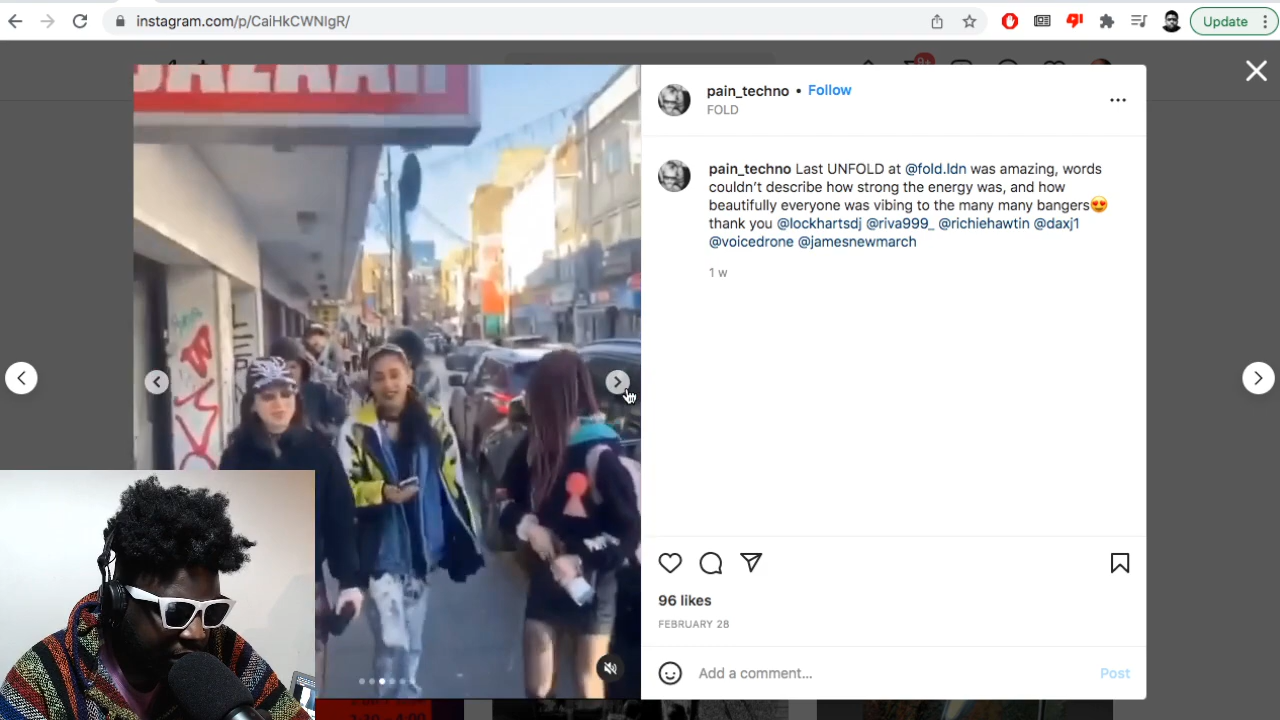 instagram.com/p/CaiHkCWNIgR/
Update
9+
BAZAAR
pain_techno • Follow
FOLD
pain_techno Last UNFOLD at @fold.ldn was amazing, words
couldn’t describe how strong the energy was, and how
beautifully everyone was vibing to the many many bangers😍
thank you @lockhartsdj @riva999_ @richiehawtin @daxj1
@voicedrone @jamesnewmarch
1 w
96 likes
FEBRUARY 28
Add a comment...
Post